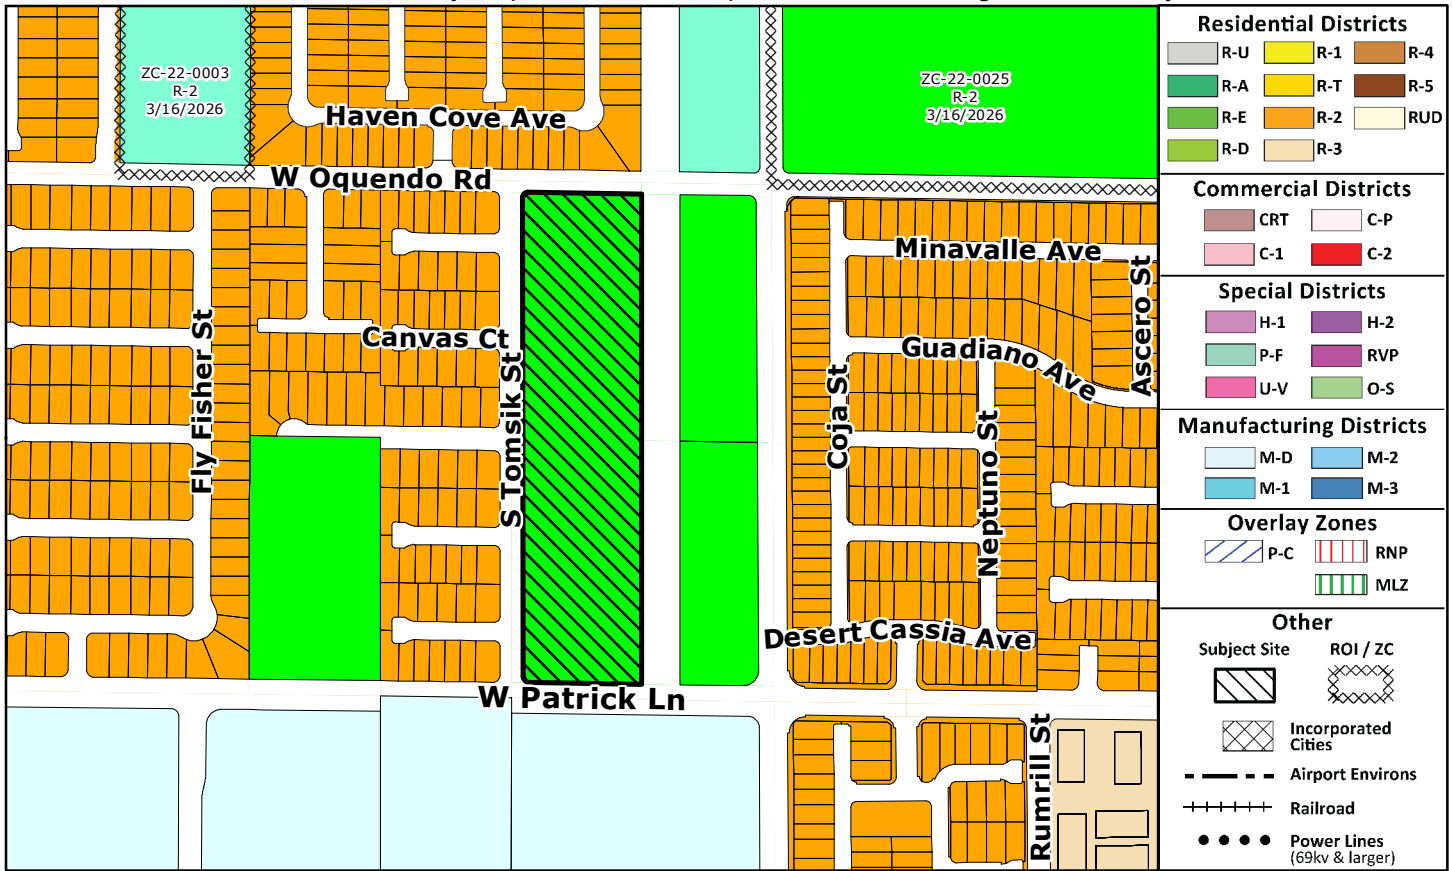 ZC-22-0003
R-2
3/16/2026
ZC-22-0025
R-2
3/16/2026
Haven Cove Ave
W Oquendo Rd
Minavalle Ave
Ascero St
Fly Fisher St
Canvas Ct
S Tomsik St
Guadiano Ave
Coja St
Neptuno St
Desert Cassia Ave
W Patrick Ln
Rumrill St
Residential Districts
R-U
R-1
R-4
R-A
R-T
R-5
R-E
R-2
RUD
R-D
R-3
Commercial Districts
CRT
C-P
C-1
C-2
Special Districts
H-1
H-2
P-F
RVP
U-V
O-S
Manufacturing Districts
M-D
M-2
M-1
M-3
Overlay Zones
P-C
RNP
MLZ
Other
Subject Site
ROI / ZC
Incorporated
Cities
Airport Environs
Railroad
Power Lines
(69kv & larger)